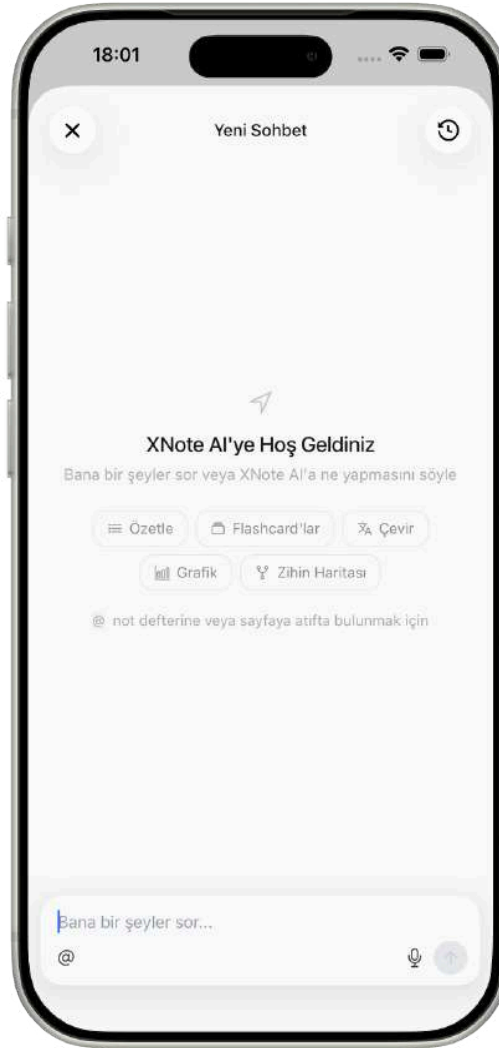 18:01
Yeni Sohbet
XNote AI'ye Hoş Geldiniz
Bana bir şeyler sor veya XNote AI'a ne yapmasını söyle
Özetle Flashcard'lar Çevir
Grafik Zihin Haritası
@ not defterine veya sayfaya atıfta bulunmak için
Bana bir şeyler sor...
@